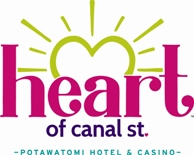 heart
of canal st.
POTAWATOMI HOTEL & CASINO